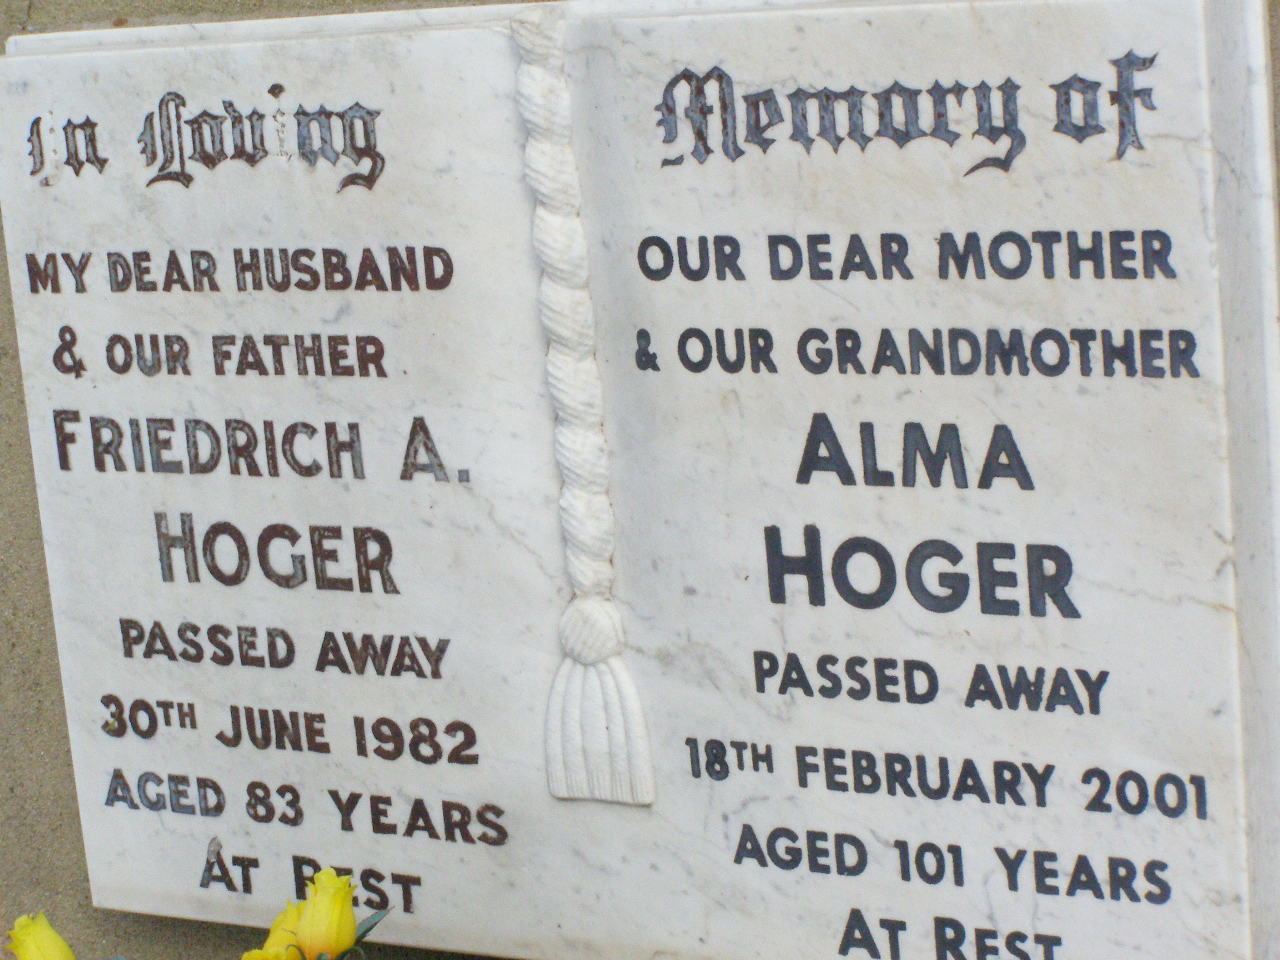 In Loving
MY DEAR HUSBAND
& OUR FATHER
FRIEDRICH A.
HOGER
PASSED AWAY
30TH JUNE 1982
AGED 83 YEARS
AT REST
Memory of
OUR DEAR MOTHER
& OUR GRANDMOTHER
ALMA
HOGER
PASSED AWAY
18TH FEBRUARY 2001
AGED 101 YEARS
AT REST